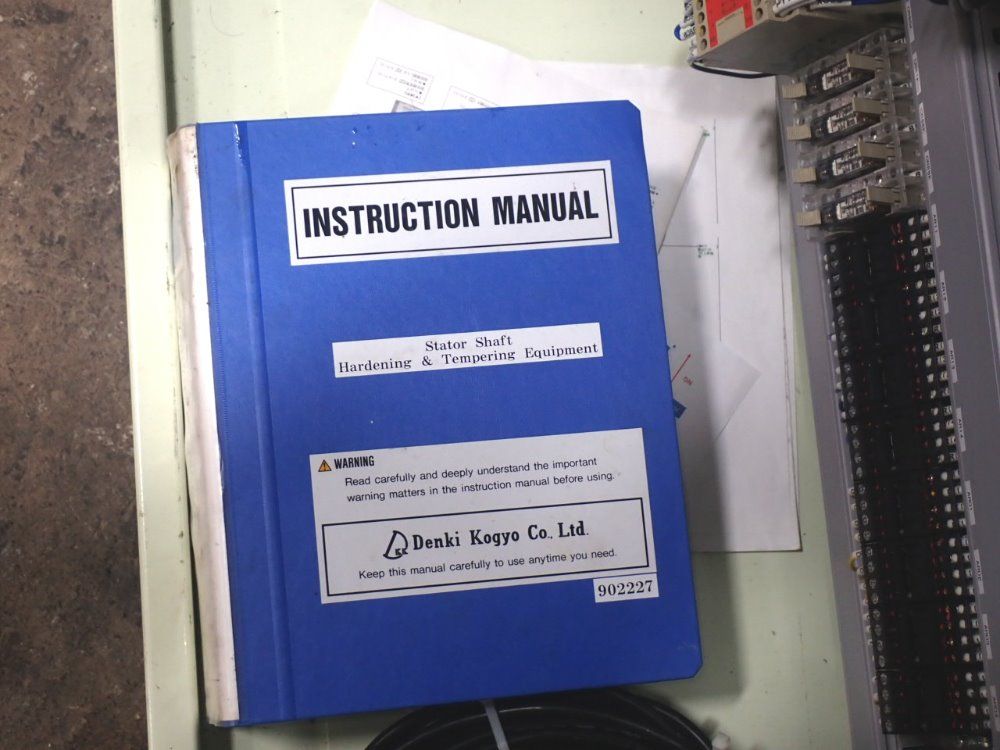 INSTRUCTION MANUAL
Stator Shaft
Hardening & Tempering Equipment
WARNING
Read carefully and deeply understand the important
warning matters in the instruction manual before using.
Denki Kogyo Co., Ltd.
Keep this manual carefully to use anytime you need.
902227